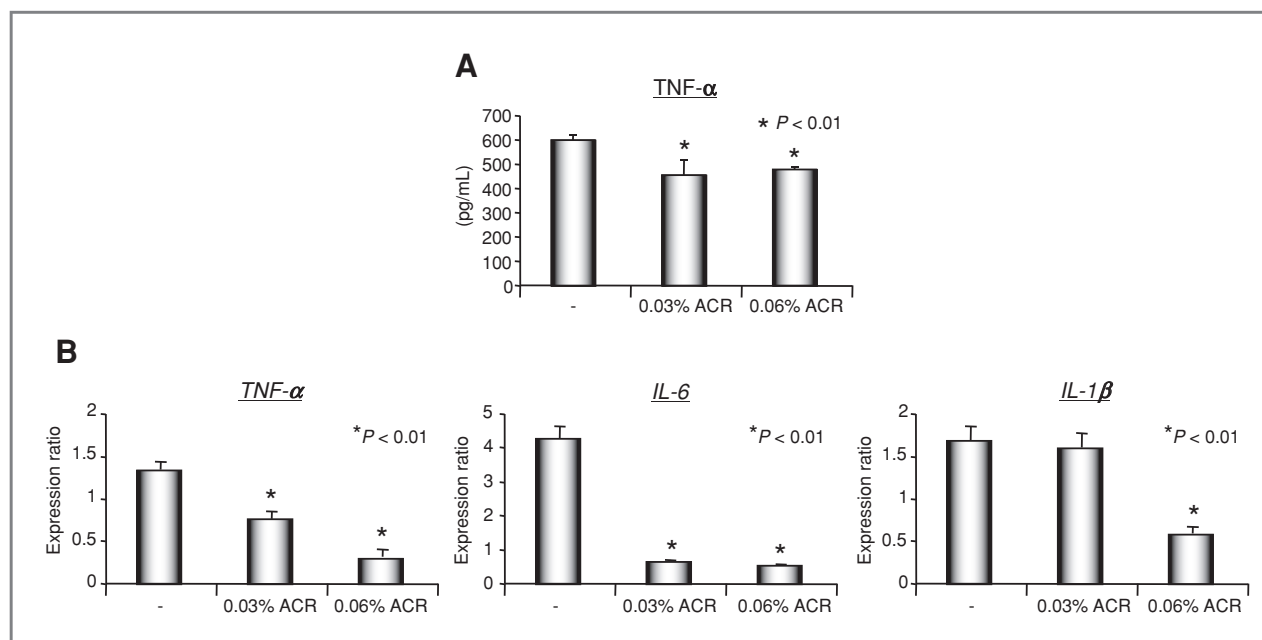 A
TNF-α
* P < 0.01
700
600
500
400
300
200
100
0
(pg/mL)
*
*
-
0.03% ACR
0.06% ACR
B
TNF-α
*P < 0.01
2
1.5
1
0.5
0
Expression ratio
*
*
-
0.03% ACR
0.06% ACR
IL-6
*P < 0.01
5
4
3
2
1
0
Expression ratio
*
*
-
0.03% ACR
0.06% ACR
IL-1β
*P < 0.01
2
1.5
1
0.5
0
Expression ratio
*
-
0.03% ACR
0.06% ACR